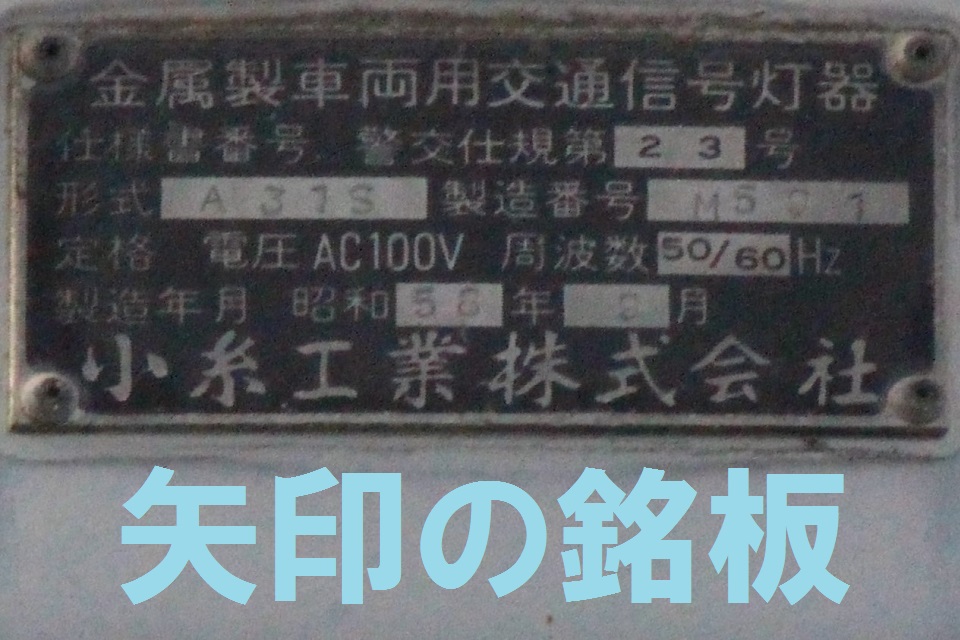 金属製車両用交通信号灯器
仕様書番号 警交仕規第 23 号
形式 A31S 製造番号
定格 電圧 AC100V 周波数 50/60 Hz
製造年月 昭和 58 年 9 月
小糸工業株式会社
矢印の銘板